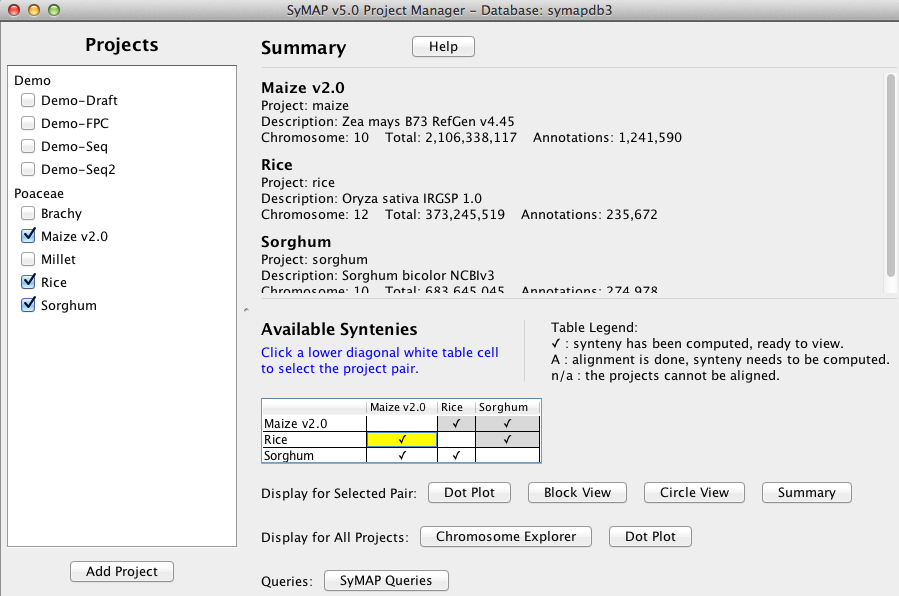 SyMAP v5.0 Project Manager - Database: symapdb3
Projects
Demo
Demo-Draft
Demo-FPC
Demo-Seq
Demo-Seq2
Poaceae
Brachy
Maize v2.0
Millet
Rice
Sorghum
Add Project
Summary
Help
Maize v2.0
Project: maize
Description: Zea mays B73 RefGen v4.45
Chromosome: 10 Total: 2,106,338,117 Annotations: 1,241,590
Rice
Project: rice
Description: Oryza sativa IRGSP 1.0
Chromosome: 12 Total: 373,245,519 Annotations: 235,672
Sorghum
Project: sorghum
Description: Sorghum bicolor NCBIv3
Chromosome: 10 Total: 683,645,045 Annotations: 274,978
Available Syntenies
Click a lower diagonal white table cell
to select the project pair.
Table Legend:
✓ : synteny has been computed, ready to view.
A : alignment is done, synteny needs to be computed.
n/a : the projects cannot be aligned.
Maize v2.0 Rice Sorghum
Maize v2.0 ✓ ✓
Rice ✓ ✓
Sorghum ✓ ✓
Display for Selected Pair: Dot Plot Block View Circle View Summary
Display for All Projects: Chromosome Explorer Dot Plot
Queries: SyMAP Queries